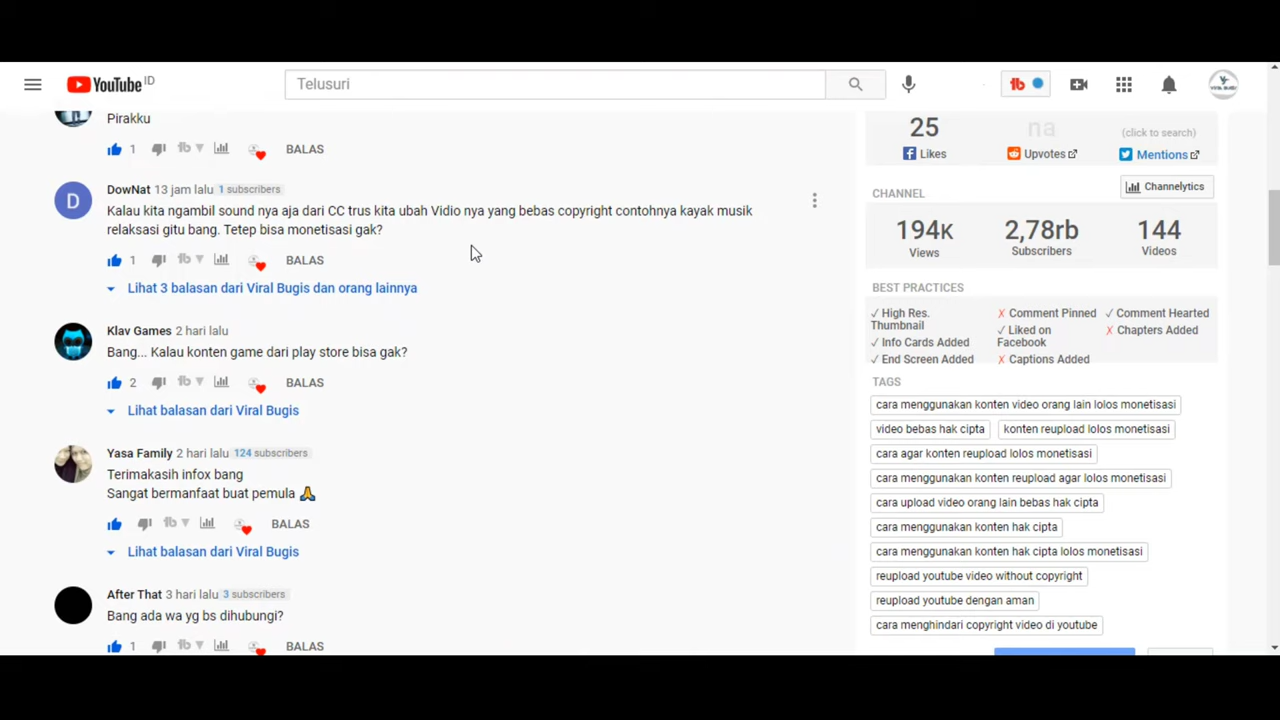 YouTube ID
Telusuri
Pirakku
1 BALAS
DowNat 13 jam lalu 1 subscribers
Kalau kita ngambil sound nya aja dari CC trus kita ubah Vidio nya yang bebas copyright contohnya kayak musik
relaksasi gitu bang. Tetep bisa monetisasi gak?
1 BALAS
Lihat 3 balasan dari Viral Bugis dan orang lainnya
Klav Games 2 hari lalu
Bang... Kalau konten game dari play store bisa gak?
2 BALAS
Lihat balasan dari Viral Bugis
Yasa Family 2 hari lalu 124 subscribers
Terimakasih infox bang
Sangat bermanfaat buat pemula 🙏
BALAS
Lihat balasan dari Viral Bugis
After That 3 hari lalu 3 subscribers
Bang ada wa yg bs dihubungi?
1 BALAS
25 na (click to search)
Likes Upvotes Mentions
CHANNEL Channelytics
194K 2,78rb 144
Views Subscribers Videos
BEST PRACTICES
✓ High Res. Thumbnail
✓ Info Cards Added
✓ End Screen Added
✗ Comment Pinned
✓ Liked on Facebook
✗ Captions Added
✓ Comment Hearted
✗ Chapters Added
TAGS
cara menggunakan konten video orang lain lolos monetisasi
video bebas hak cipta konten reupload lolos monetisasi
cara agar konten reupload lolos monetisasi
cara menggunakan konten reupload agar lolos monetisasi
cara upload video orang lain bebas hak cipta
cara menggunakan konten hak cipta
cara menggunakan konten hak cipta lolos monetisasi
reupload youtube video without copyright
reupload youtube dengan aman
cara menghindari copyright video di youtube